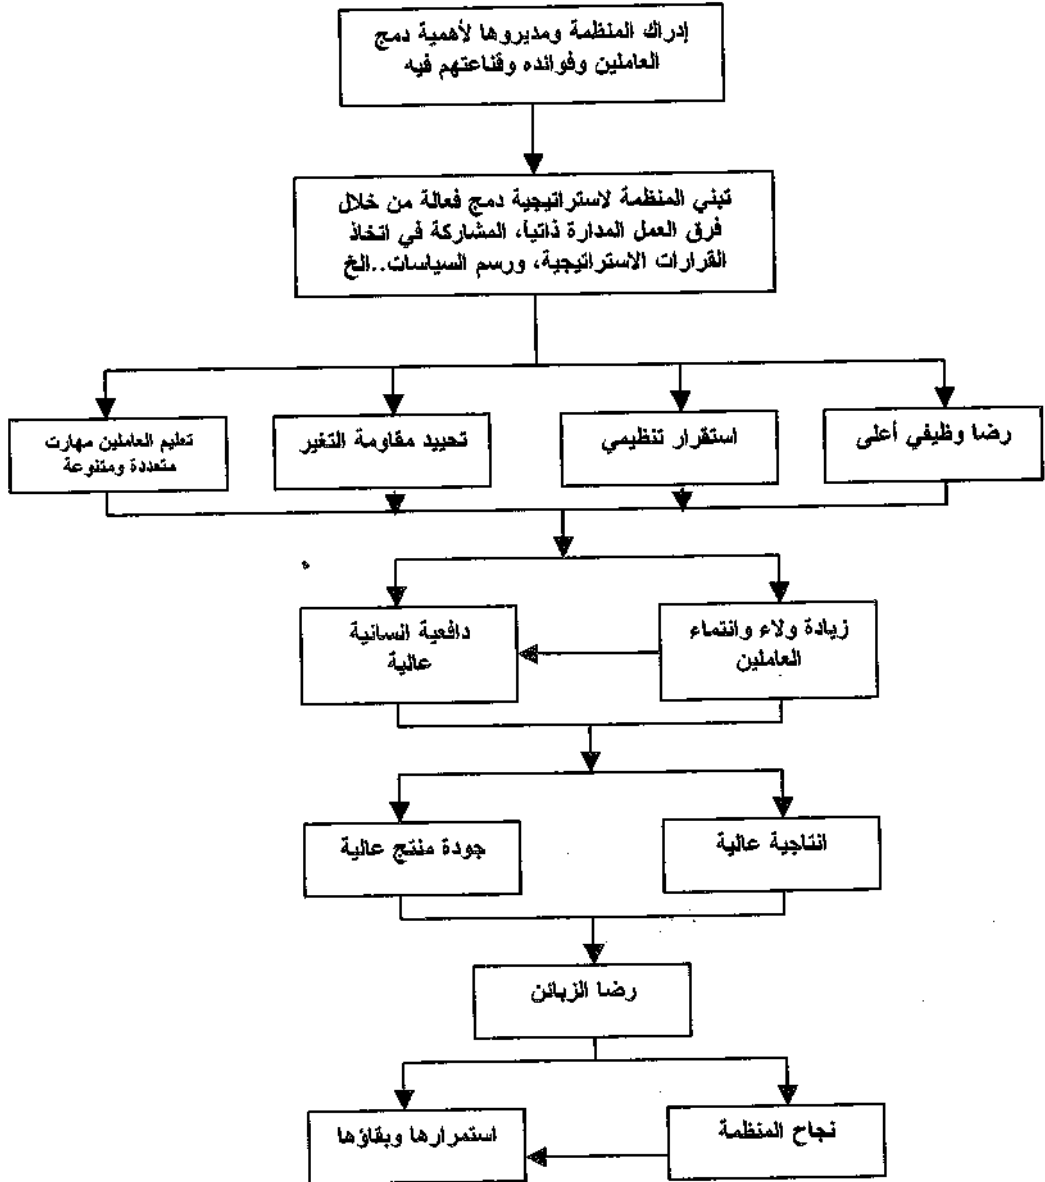 إدراك المنظمة ومديروها لأهمية دمج
العاملين وفوائده وقناعتهم فيه
تبني المنظمة لاستراتيجية دمج فعالة من خلال
فرق العمل المدارة ذاتياً، المشاركة في اتخاذ
القرارات الاستراتيجية، ورسم السياسات..الخ
رضا وظيفي أعلى
استقرار تنظيمي
تحييد مقاومة التغير
تعليم العاملين مهارت
متعددة ومتنوعة
زيادة ولاء وانتماء
العاملين
دافعية انسانية
عالية
انتاجية عالية
جودة منتج عالية
رضا الزبائن
نجاح المنظمة
استمرارها وبقاؤها